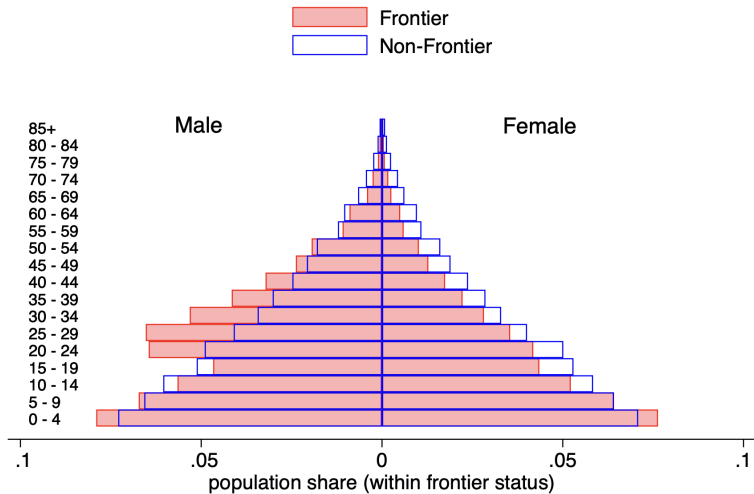 Frontier
Non-Frontier
Male
Female
85+
80 - 84
75 - 79
70 - 74
65 - 69
60 - 64
55 - 59
50 - 54
45 - 49
40 - 44
35 - 39
30 - 34
25 - 29
20 - 24
15 - 19
10 - 14
5 - 9
0 - 4
.1 .05 0 .05 .1
population share (within frontier status)